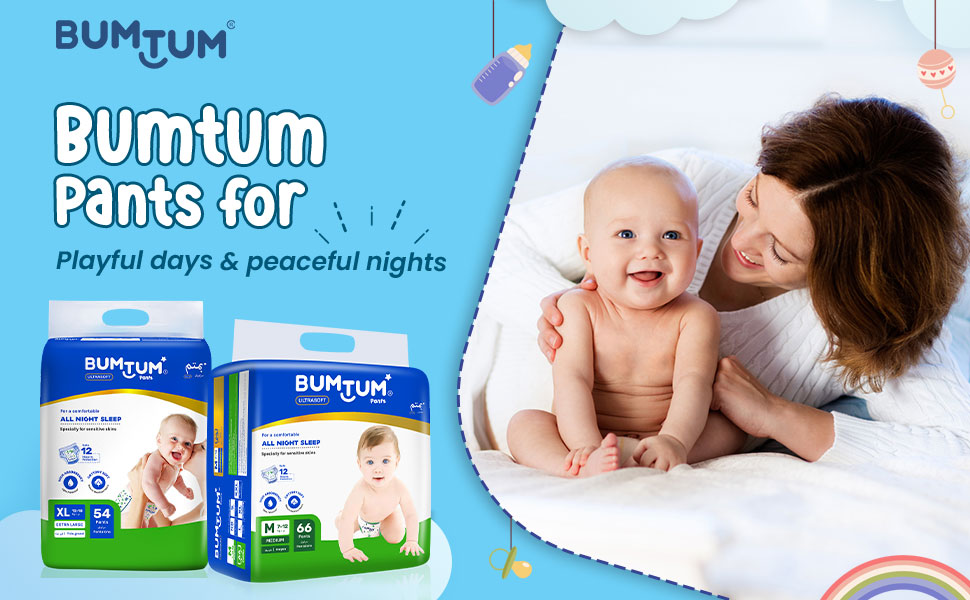 BUMTUM®
Bumtum
Pants for
Playful days & peaceful nights
BUMTUM®
Pants
ULTRASOFT
For a comfortable
ALL NIGHT SLEEP
Specially for sensitive skins
12
XL
EXTRA LARGE
54
Pants
BUMTUM®
Pants
ULTRASOFT
For a comfortable
ALL NIGHT SLEEP
Specially for sensitive skins
12
M 7-12
MEDIUM
66
Pants
BUMTUM